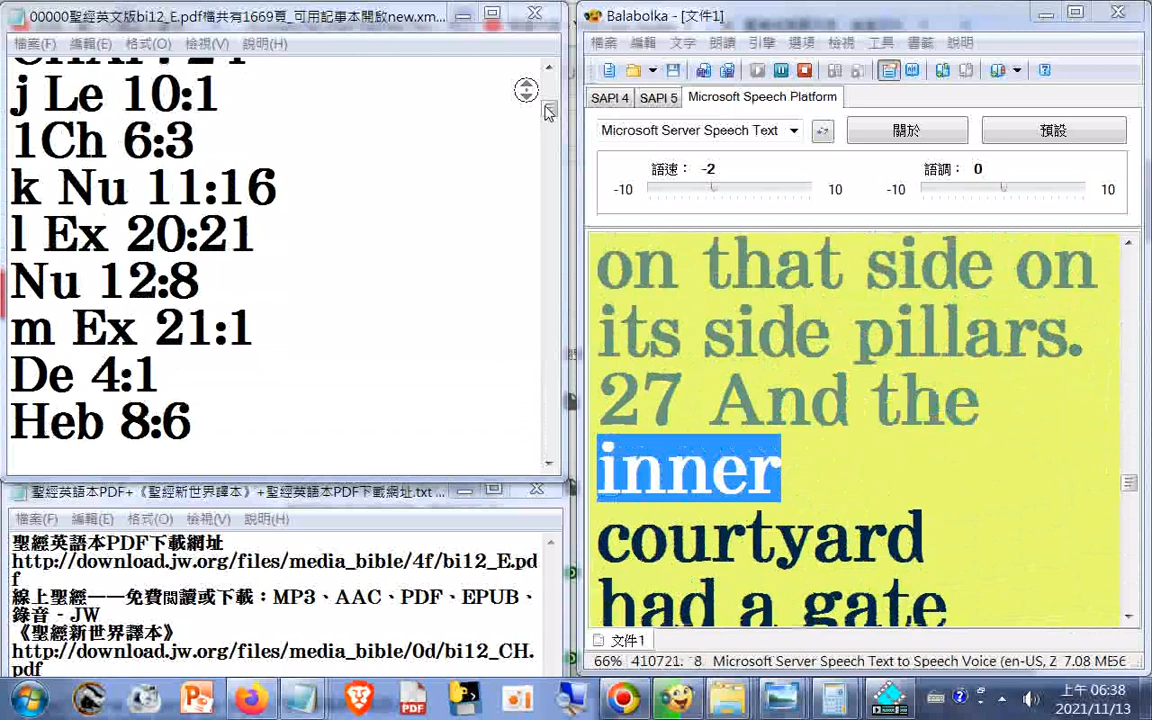 00000聖經英文版bi12_E.pdf檔共有1669頁_可用記事本開啟new.xm...
檔案(F) 編輯(E) 格式(O) 檢視(V) 說明(H)
j Le 10:1
1Ch 6:3
k Nu 11:16
l Ex 20:21
Nu 12:8
m Ex 21:1
De 4:1
Heb 8:6
聖經英語本PDF+《聖經新世界譯本》+聖經英語本PDF下載網址.txt ...
檔案(F) 編輯(E) 格式(O) 檢視(V) 說明(H)
聖經英語本PDF下載網址
http://download.jw.org/files/media_bible/4f/bi12_E.pd
f
線上聖經——免費閱讀或下載：MP3、AAC、PDF、EPUB、
錄音 - JW
《聖經新世界譯本》
http://download.jw.org/files/media_bible/0d/bi12_CH.
pdf
Balabolka - [文件1]
檔案 編輯 文字 朗讀 引擎 選項 檢視 工具 書籤 說明
SAPI 4 SAPI 5 Microsoft Speech Platform
Microsoft Server Speech Text 關於 預設
語速： -2 語調： 0
-10 10 -10 10
on that side on
its side pillars.
27 And the
inner
courtyard
had a gate
文件1
66% 410721. 8 Microsoft Server Speech Text to Speech Voice (en-US, Z 7.08 ME56
上午 06:38
2021/11/13